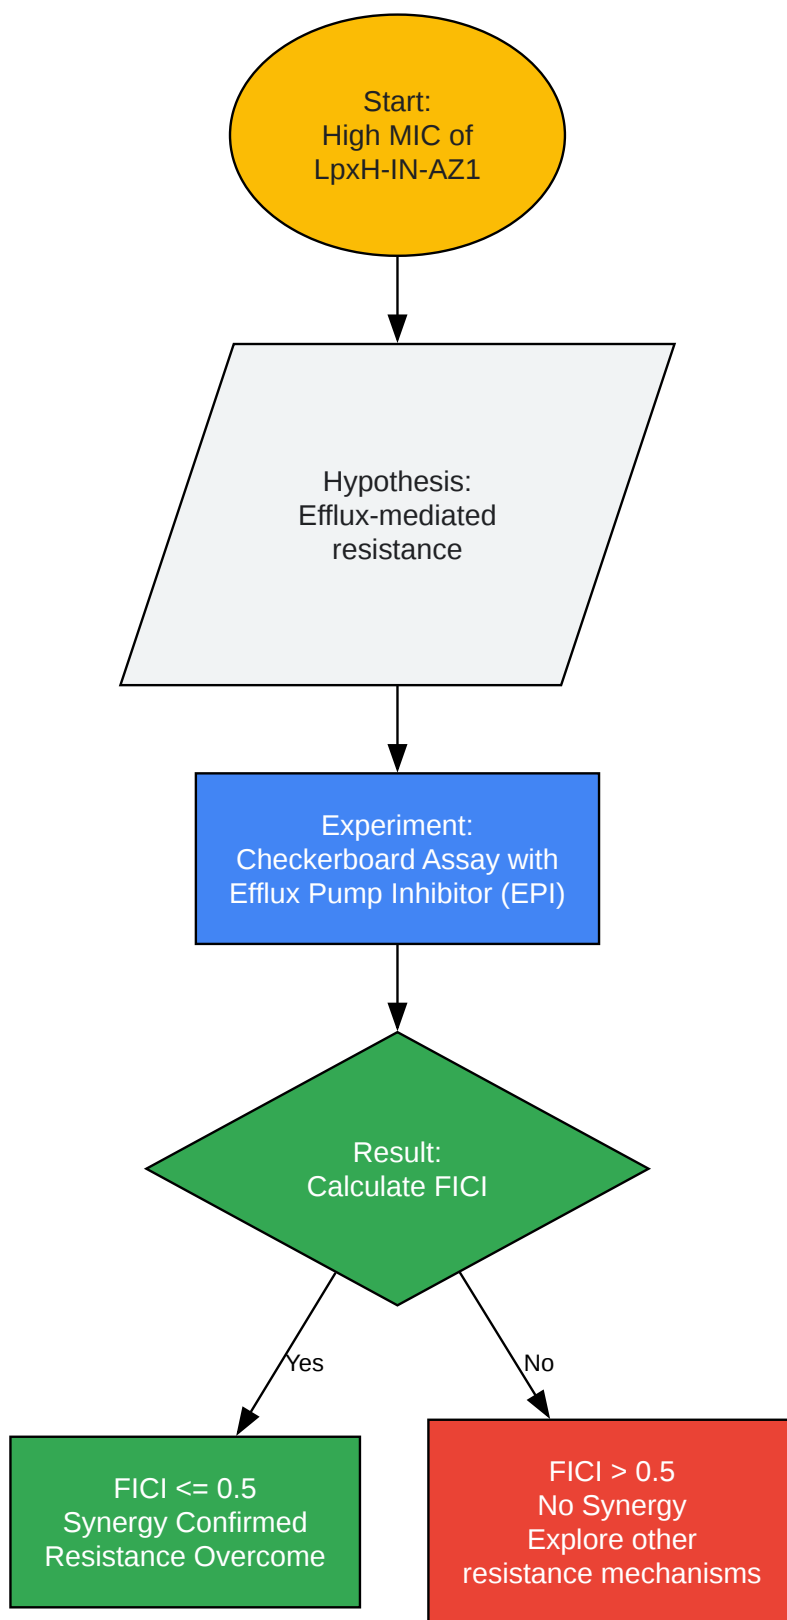 Start:
High MIC of
LpxH-IN-AZ1
Hypothesis:
Efflux-mediated
resistance
Experiment:
Checkerboard Assay with
Efflux Pump Inhibitor (EPI)
Result:
Calculate FICI
Yes
No
FICI <= 0.5
Synergy Confirmed
Resistance Overcome
FICI > 0.5
No Synergy
Explore other
resistance mechanisms